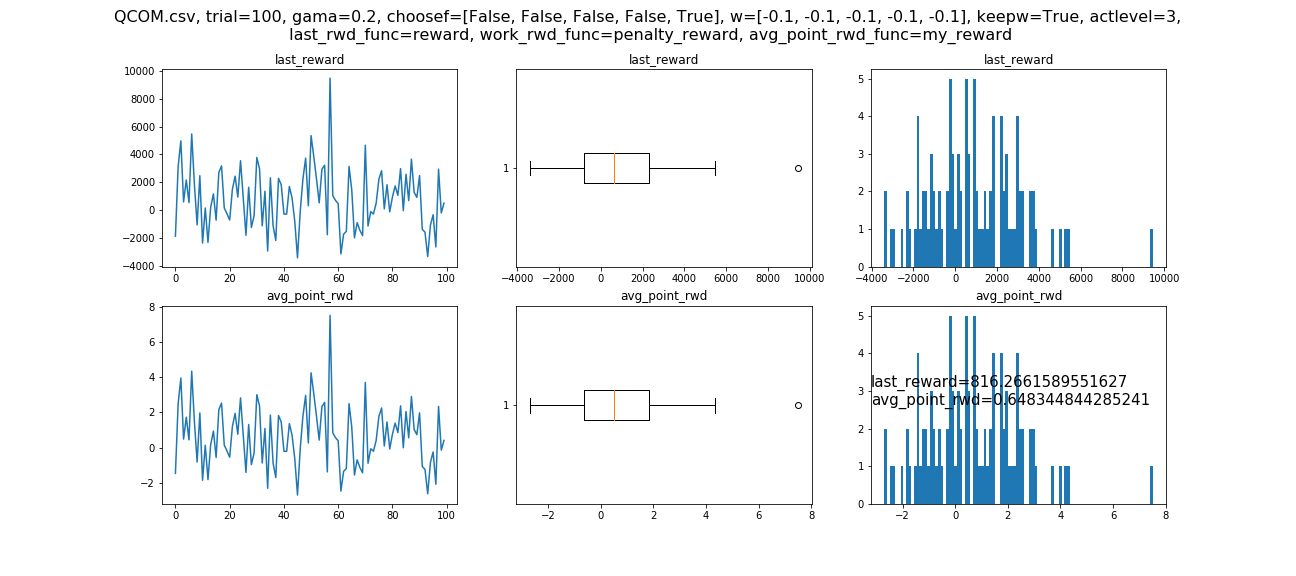 QCOM.csv, trial=100, gama=0.2, choosef=[False, False, False, False, True], w=[-0.1, -0.1, -0.1, -0.1, -0.1], keepw=True, actlevel=3,
last_rwd_func=reward, work_rwd_func=penalty_reward, avg_point_rwd_func=my_reward
last_reward
10000
8000
6000
4000
2000
0
−2000
−4000
0 20 40 60 80 100
last_reward
1
−4000 −2000 0 2000 4000 6000 8000 10000
last_reward
5
4
3
2
1
0
−4000 −2000 0 2000 4000 6000 8000 10000
avg_point_rwd
8
6
4
2
0
−2
0 20 40 60 80 100
avg_point_rwd
1
−2 0 2 4 6 8
avg_point_rwd
5
4
3
2
1
0
−2 0 2 4 6 8
last_reward=816.2661589551627
avg_point_rwd=0.648344844285241